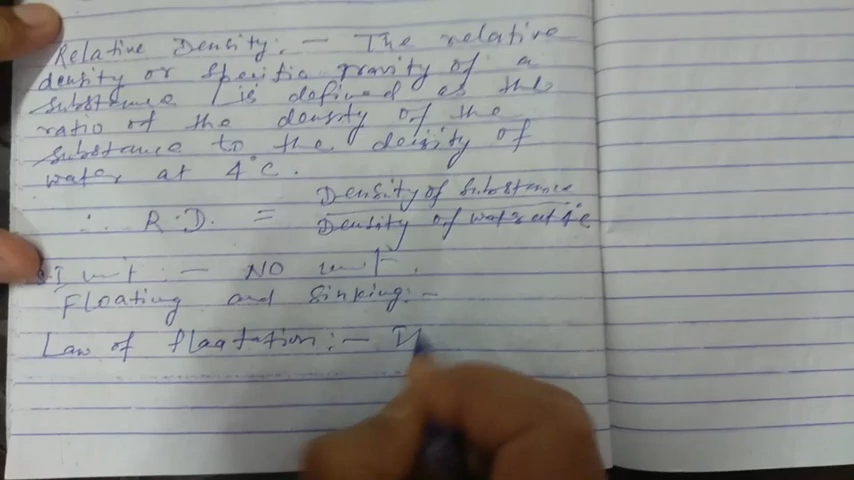 Relative Density: - The relative
density or specific gravity of a
substance is defined as the
ratio of the density of the
substance to the density of
water at 4°C.
∴ R.D. = Density of substance
Density of water at 4°C
Unit: - NO unit.
Floating and Sinking: -
Law of floatation: -